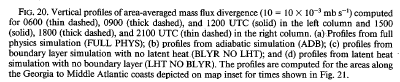 FIG. 20. Vertical profiles of area-averaged mass flux divergence (10 = 10 × 10⁻³ mb s⁻¹) computed
for 0600 (thin dashed), 0900 (thick dashed), and 1200 UTC (solid) in the left column and 1500
(solid), 1800 (thick dashed), and 2100 UTC (thin dashed) in the right column. (a) Profiles from full
physics simulation (FULL PHYS); (b) profiles from adiabatic simulation (ADB); (c) profiles from
boundary layer simulation with no latent heat (BLYR NO LHT); and (d) profiles from latent heat
simulation with no boundary layer (LHT NO BLYR). The profiles are computed for the areas along
the Georgia to Middle Atlantic coasts depicted on map inset for times shown in Fig. 21.